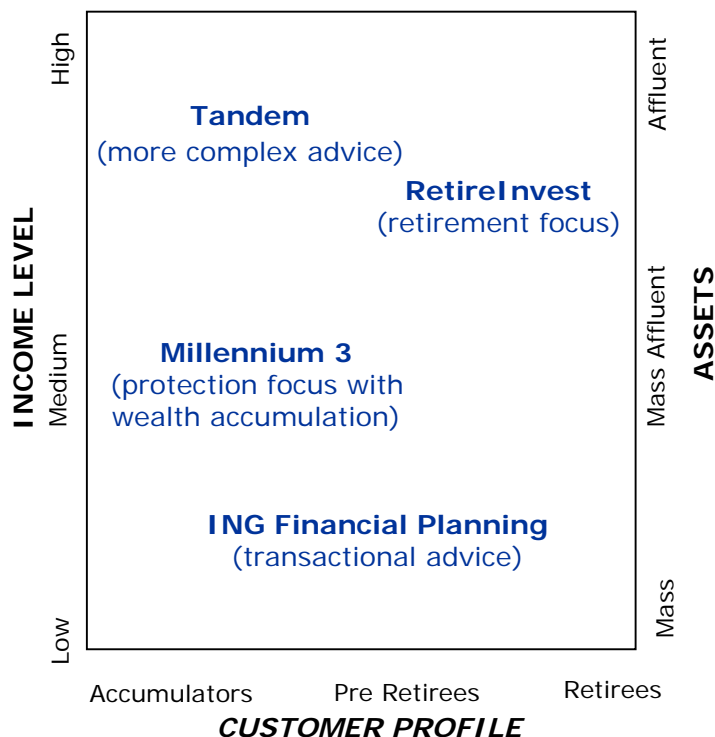 High
Affluent
Tandem
(more complex advice)
RetireInvest
(retirement focus)
INCOME LEVEL
ASSETS
Medium
Mass Affluent
Millennium 3
(protection focus with
wealth accumulation)
ING Financial Planning
(transactional advice)
Low
Mass
Accumulators
Pre Retirees
Retirees
CUSTOMER PROFILE